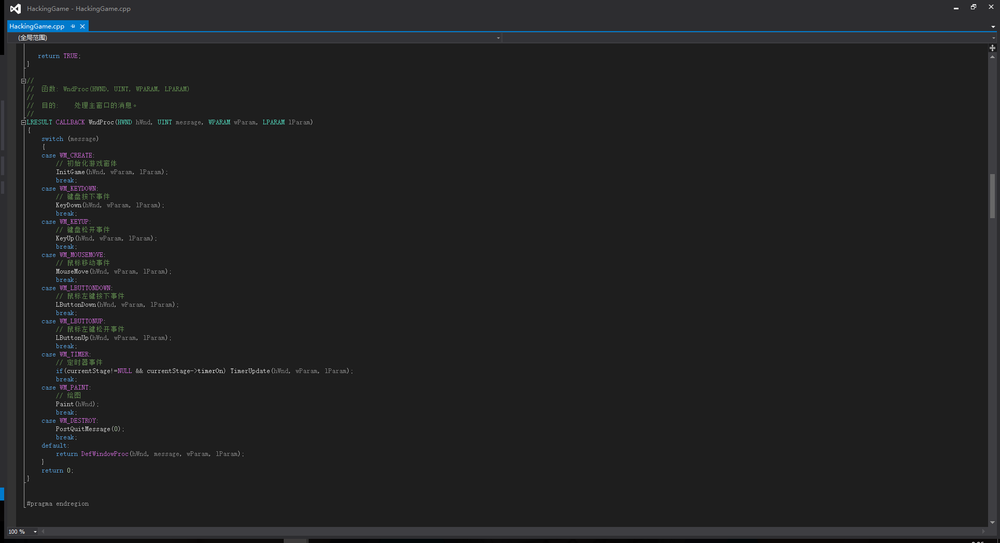 HackingGame - HackingGame.cpp
HackingGame.cpp
(全局范围)
return TRUE;
}
//
// 函数: WndProc(HWND, UINT, WPARAM, LPARAM)
//
// 目的: 处理主窗口的消息。
//
LRESULT CALLBACK WndProc(HWND hWnd, UINT message, WPARAM wParam, LPARAM lParam)
{
switch (message)
{
case WM_CREATE:
// 初始化游戏窗体
InitGame(hWnd, wParam, lParam);
break;
case WM_KEYDOWN:
// 键盘按下事件
KeyDown(hWnd, wParam, lParam);
break;
case WM_KEYUP:
// 键盘松开事件
KeyUp(hWnd, wParam, lParam);
break;
case WM_MOUSEMOVE:
// 鼠标移动事件
MouseMove(hWnd, wParam, lParam);
break;
case WM_LBUTTONDOWN:
// 鼠标左键按下事件
LButtonDown(hWnd, wParam, lParam);
break;
case WM_LBUTTONUP:
// 鼠标左键松开事件
LButtonUp(hWnd, wParam, lParam);
break;
case WM_TIMER:
// 定时器事件
if(currentStage!=NULL && currentStage->timerOn) TimerUpdate(hWnd, wParam, lParam);
break;
case WM_PAINT:
// 绘图
Paint(hWnd);
break;
case WM_DESTROY:
PostQuitMessage(0);
break;
default:
return DefWindowProc(hWnd, message, wParam, lParam);
}
return 0;
}
#pragma endregion
100 %